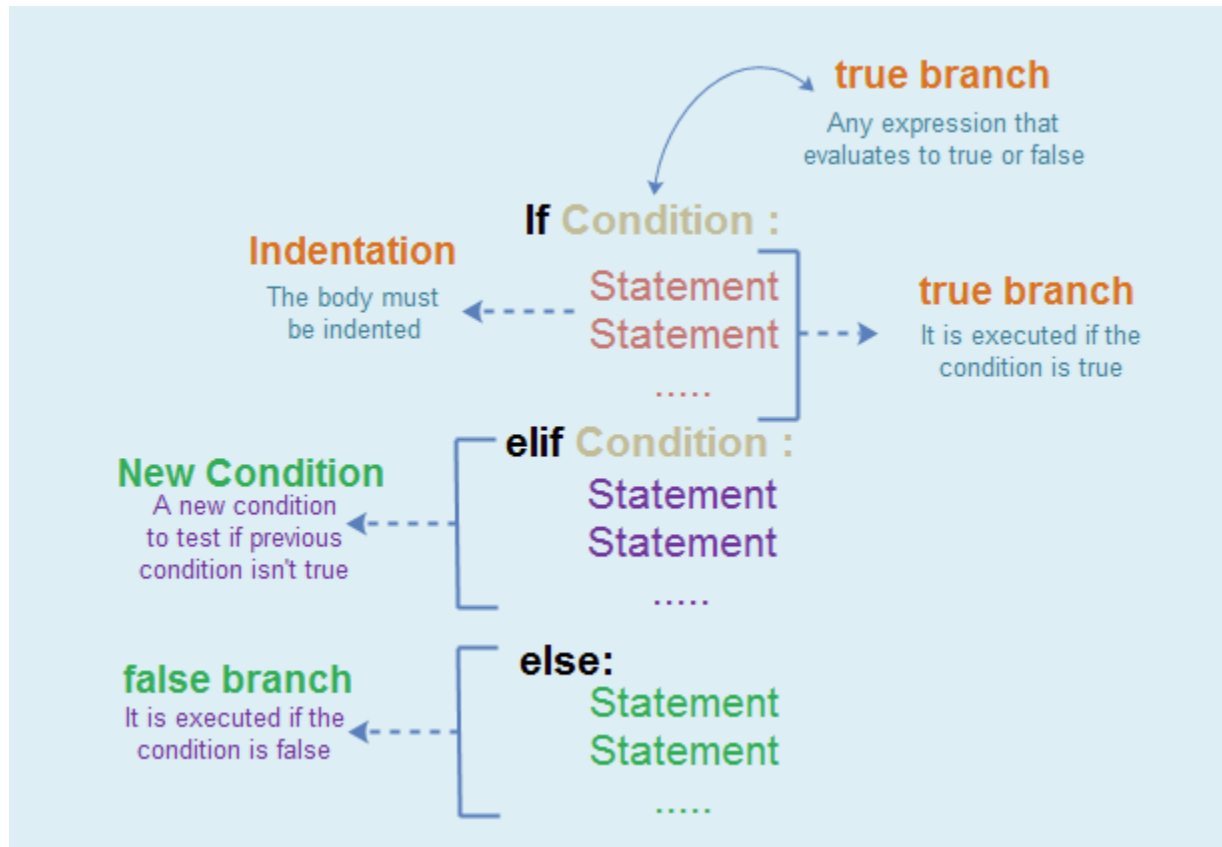 true branch
Any expression that
evaluates to true or false
If Condition :
Indentation
The body must
be indented
Statement
Statement
.....
true branch
It is executed if the
condition is true
elif Condition :
New Condition
A new condition
to test if previous
condition isn't true
Statement
Statement
.....
else:
false branch
It is executed if the
condition is false
Statement
Statement
.....